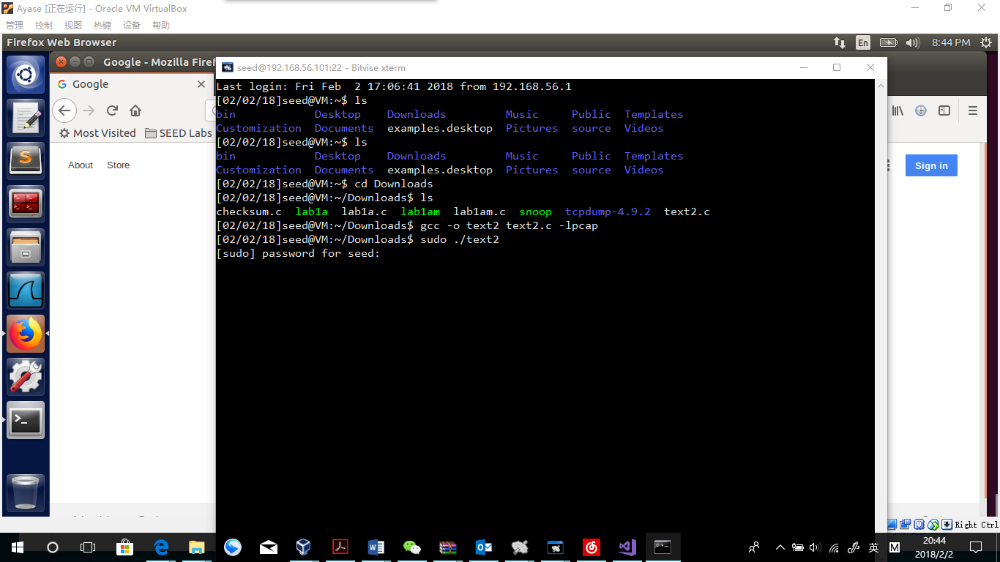 Ayase [正在运行] - Oracle VM VirtualBox
管理 控制 视图 热键 设备 帮助
Firefox Web Browser
En
8:44 PM
Google - Mozilla Firef
Google
Most Visited
SEED Labs
About Store
Sign in
seed@192.168.56.101:22 - Bitvise xterm
Last login: Fri Feb  2 17:06:41 2018 from 192.168.56.1
[02/02/18]seed@VM:~$ ls
bin            Desktop    Downloads         Music     Public  Templates
Customization  Documents  examples.desktop  Pictures  source  Videos
[02/02/18]seed@VM:~$ ls
bin            Desktop    Downloads         Music     Public  Templates
Customization  Documents  examples.desktop  Pictures  source  Videos
[02/02/18]seed@VM:~$ cd Downloads
[02/02/18]seed@VM:~/Downloads$ ls
checksum.c  lab1a  lab1a.c  lab1am  lab1am.c  snoop  tcpdump-4.9.2  text2.c
[02/02/18]seed@VM:~/Downloads$ gcc -o text2 text2.c -lpcap
[02/02/18]seed@VM:~/Downloads$ sudo ./text2
[sudo] password for seed:
Right Ctrl
英
M
20:44
2018/2/2